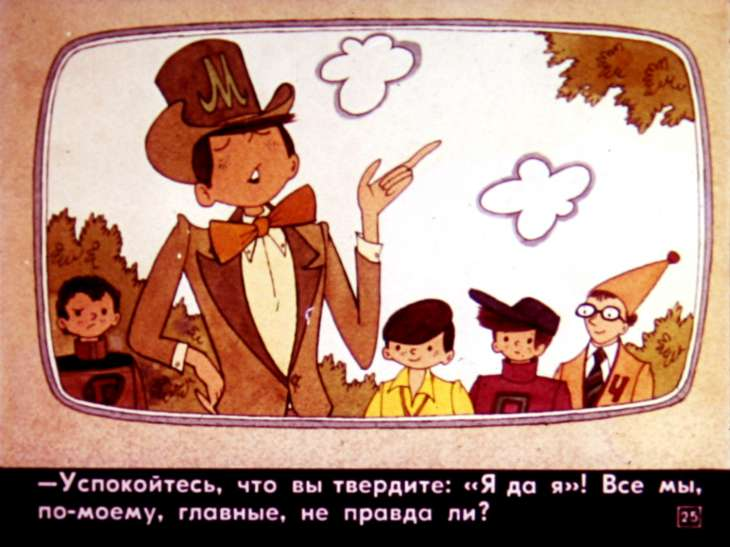 М
Ч
—Успокойтесь, что вы твердите: «Я да я»! Все мы,
по-моему, главные, не правда ли?
25